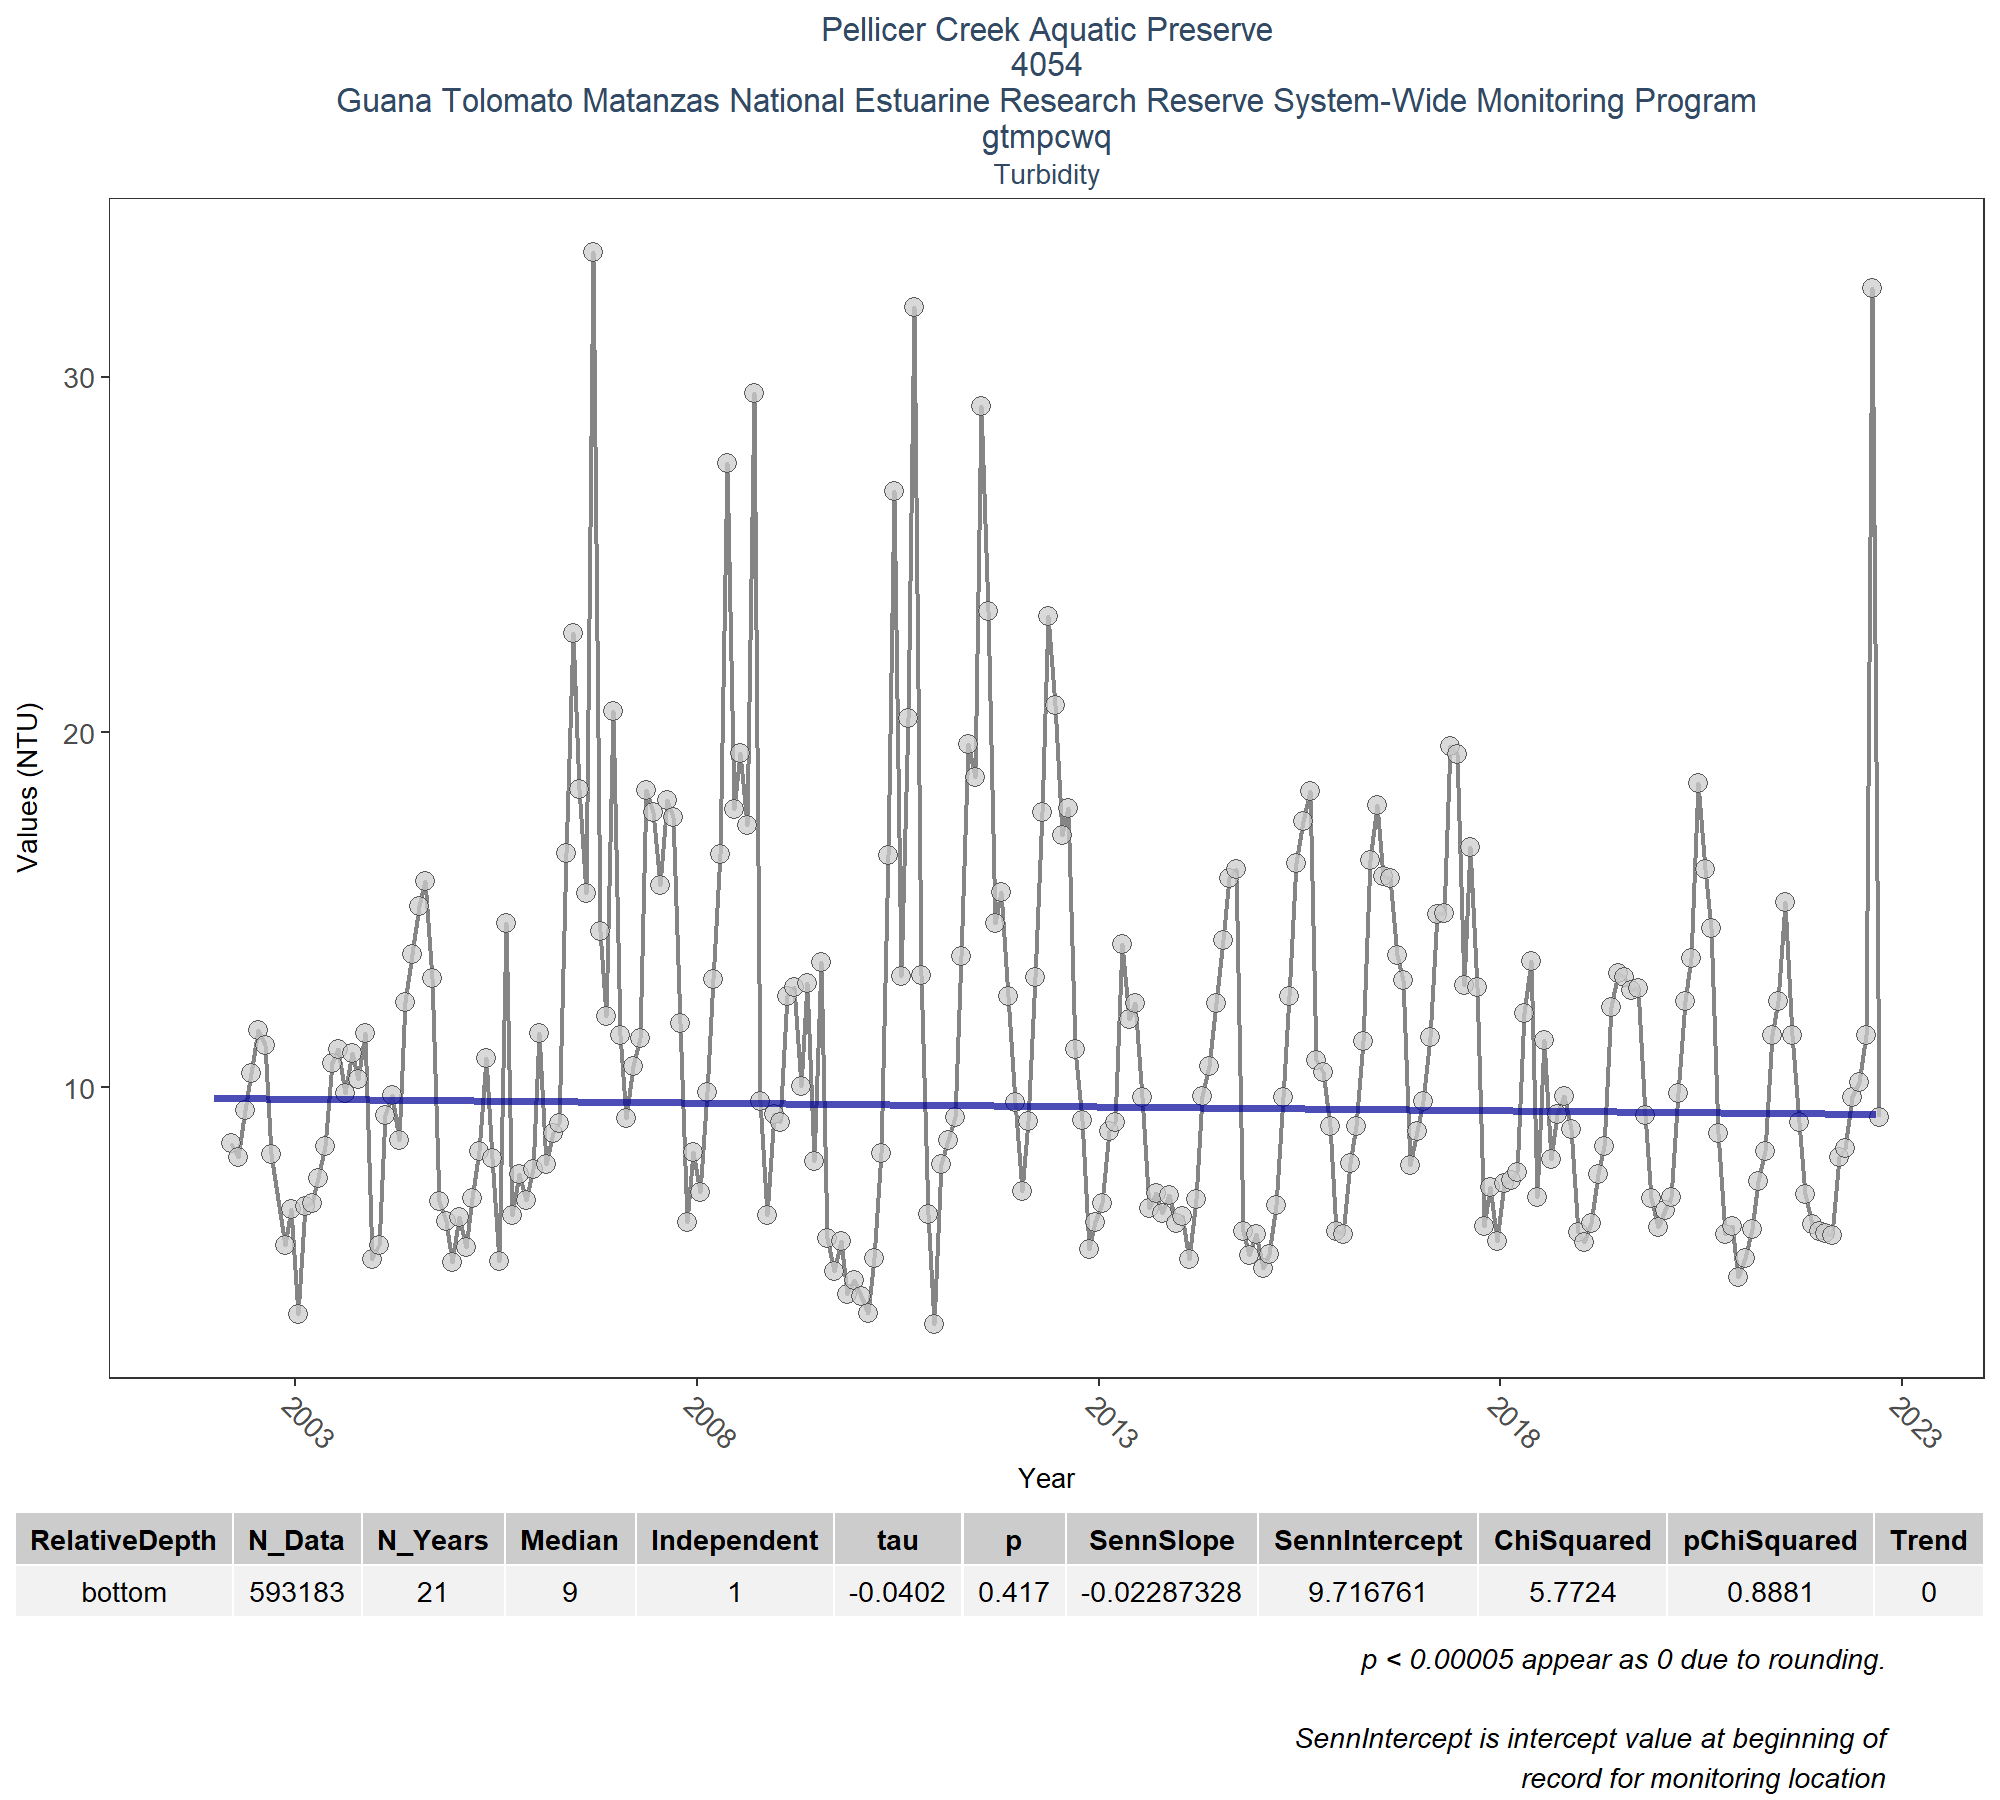 Pellicer Creek Aquatic Preserve
4054
Guana Tolomato Matanzas National Estuarine Research Reserve System-Wide Monitoring Program
gtmpcwq
Turbidity
Values (NTU)
30
20
10
2003 2008 2013 2018 2023
Year
RelativeDepth N_Data N_Years Median Independent tau p SennSlope SennIntercept ChiSquared pChiSquared Trend
bottom 593183 21 9 1 -0.0402 0.417 -0.02287328 9.716761 5.7724 0.8881 0
p < 0.00005 appear as 0 due to rounding.
SennIntercept is intercept value at beginning of
record for monitoring location